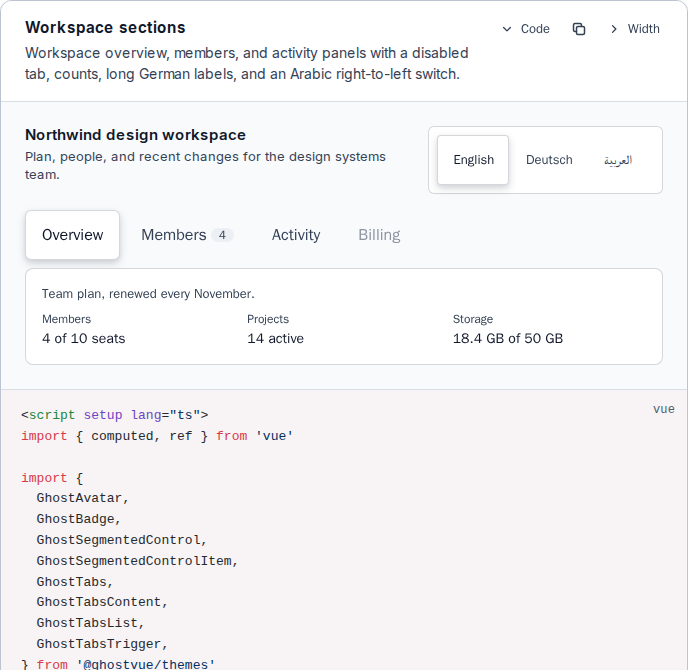 Workspace sections
Code
Width
Workspace overview, members, and activity panels with a disabled
tab, counts, long German labels, and an Arabic right-to-left switch.
Northwind design workspace
Plan, people, and recent changes for the design systems
team.
English
Deutsch
العربية
Overview
Members 4
Activity
Billing
Team plan, renewed every November.
Members
Projects
Storage
4 of 10 seats
14 active
18.4 GB of 50 GB
vue
<script setup lang="ts">
import { computed, ref } from 'vue'
import {
  GhostAvatar,
  GhostBadge,
  GhostSegmentedControl,
  GhostSegmentedControlItem,
  GhostTabs,
  GhostTabsContent,
  GhostTabsList,
  GhostTabsTrigger,
} from '@ghostvue/themes'